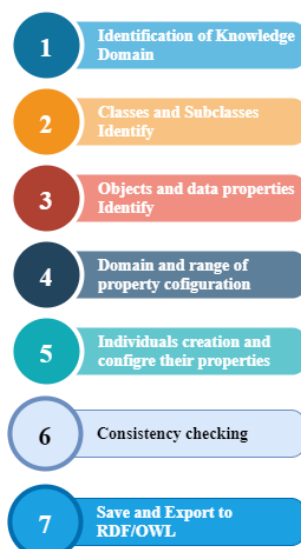 1
Identification of Knowledge
Domain
2
Classes and Subclasses
Identify
3
Objects and data properties
Identify
4
Domain and range of
property cofiguration
5
Individuals creation and
configre their properties
6
Consistency checking
7
Save and Export to
RDF/OWL